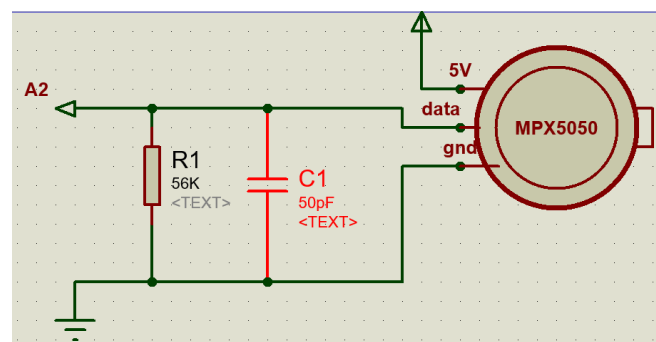 5V
A2
data
MPX5050
gnd
R1
56K
<TEXT>
C1
50pF
<TEXT>